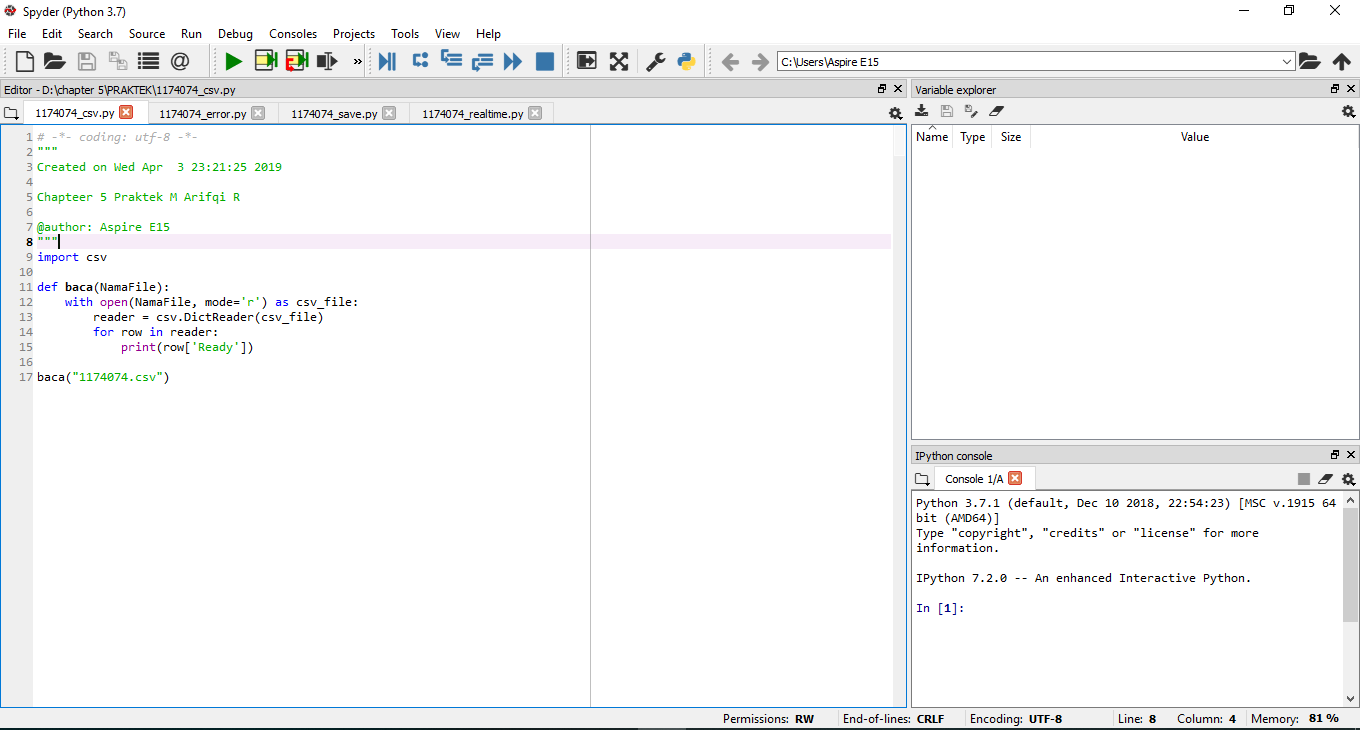 Spyder (Python 3.7)
File Edit Search Source Run Debug Consoles Projects Tools View Help
C:\Users\Aspire E15
Editor - D:\chapter 5\PRAKTEK\1174074_csv.py
1174074_csv.py 1174074_error.py 1174074_save.py 1174074_realtime.py
1 # -*- coding: utf-8 -*-
2 """
3 Created on Wed Apr  3 23:21:25 2019
4
5 Chapteer 5 Praktek M Arifqi R
6
7 @author: Aspire E15
8 """
9 import csv
10
11 def baca(NamaFile):
12     with open(NamaFile, mode='r') as csv_file:
13         reader = csv.DictReader(csv_file)
14         for row in reader:
15             print(row['Ready'])
16
17 baca("1174074.csv")
Variable explorer
Name Type Size Value
IPython console
Console 1/A
Python 3.7.1 (default, Dec 10 2018, 22:54:23) [MSC v.1915 64
bit (AMD64)]
Type "copyright", "credits" or "license" for more
information.
IPython 7.2.0 -- An enhanced Interactive Python.
In [1]:
Permissions: RW End-of-lines: CRLF Encoding: UTF-8 Line: 8 Column: 4 Memory: 81 %